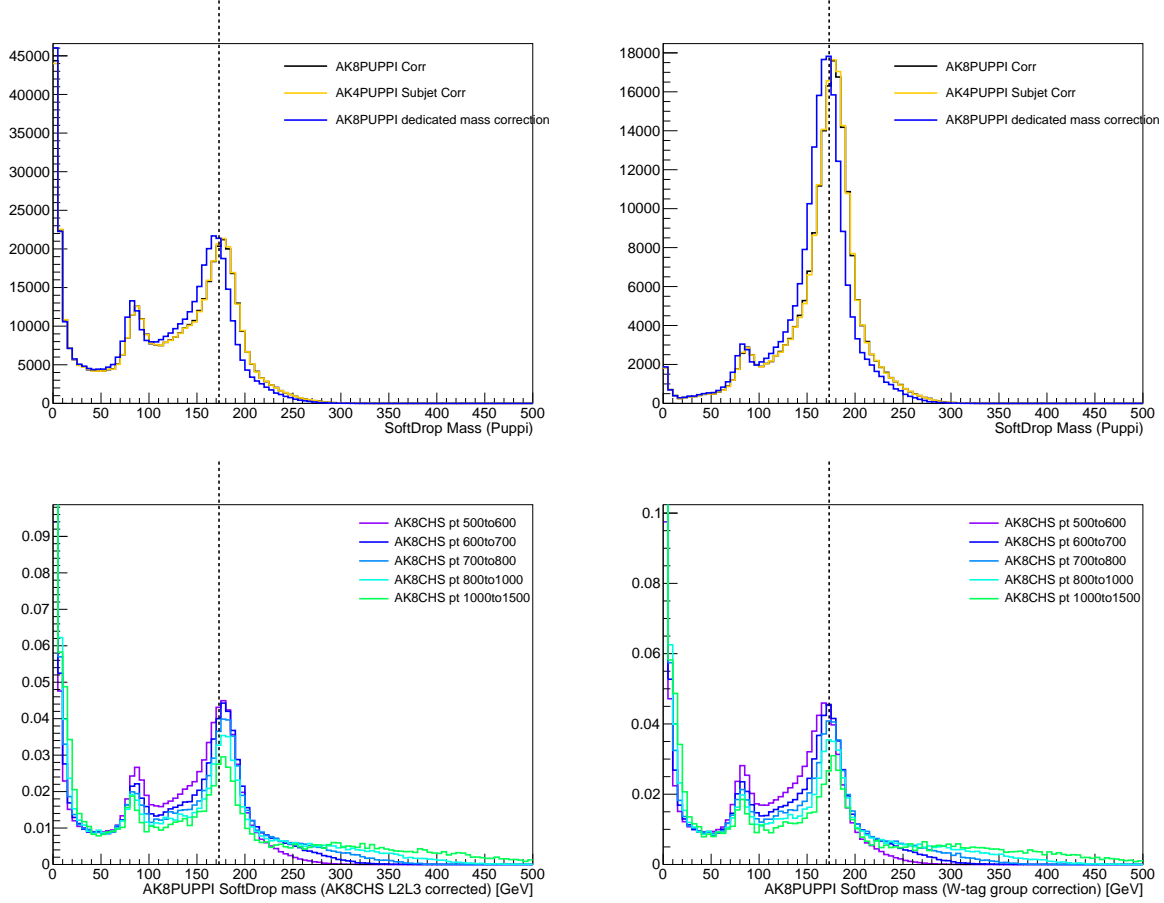 45000
40000
35000
30000
25000
20000
15000
10000
5000
0
AK8PUPPI Corr
AK4PUPPI Subjet Corr
AK8PUPPI dedicated mass correction
0 50 100 150 200 250 300 350 400 450 500
SoftDrop Mass (Puppi)
18000
16000
14000
12000
10000
8000
6000
4000
2000
0
AK8PUPPI Corr
AK4PUPPI Subjet Corr
AK8PUPPI dedicated mass correction
0 50 100 150 200 250 300 350 400 450 500
SoftDrop Mass (Puppi)
0.09
0.08
0.07
0.06
0.05
0.04
0.03
0.02
0.01
0
AK8CHS pt 500to600
AK8CHS pt 600to700
AK8CHS pt 700to800
AK8CHS pt 800to1000
AK8CHS pt 1000to1500
0 50 100 150 200 250 300 350 400 450 500
AK8PUPPI SoftDrop mass (AK8CHS L2L3 corrected) [GeV]
0.1
0.08
0.06
0.04
0.02
0
AK8CHS pt 500to600
AK8CHS pt 600to700
AK8CHS pt 700to800
AK8CHS pt 800to1000
AK8CHS pt 1000to1500
0 50 100 150 200 250 300 350 400 450 500
AK8PUPPI SoftDrop mass (W-tag group correction) [GeV]